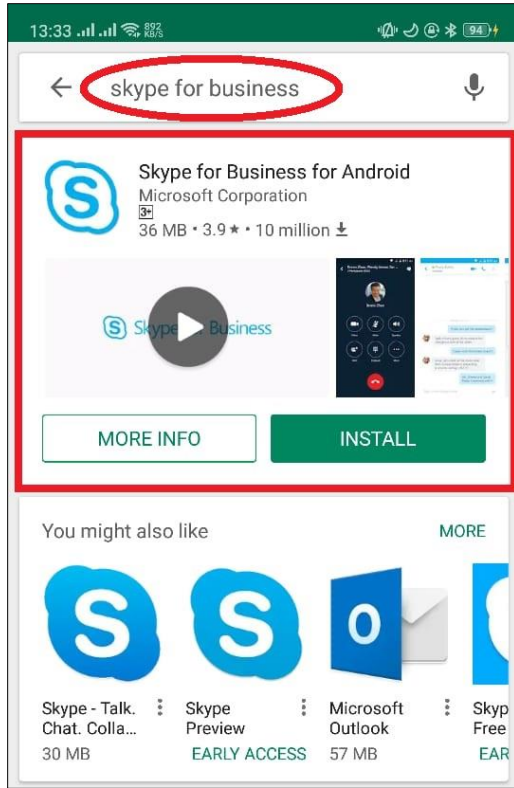 13:33 892 KB/S 94
skype for business
Skype for Business for Android
Microsoft Corporation
3+
36 MB • 3.9 ★ • 10 million
Skype for Business
MORE INFO INSTALL
You might also like MORE
Skype - Talk. Skype Microsoft Skyp
Chat. Colla... Preview Outlook Free
30 MB EARLY ACCESS 57 MB EAR